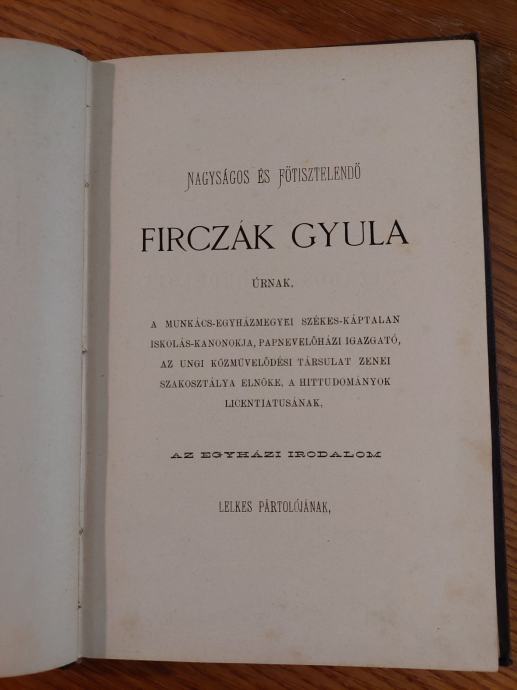 NAGYSÁGOS ÉS FŐTISZTELENDŐ
FIRCZÁK GYULA
ÚRNAK,
A MUNKÁCS-EGYHÁZMEGYEI SZÉKES-KÁPTALAN
ISKOLÁS-KANONOKJA, PAPNEVELŐHÁZI IGAZGATÓ,
AZ UNGI KÖZMŰVELŐDÉSI TÁRSULAT ZENEI
SZAKOSZTÁLYA ELNÖKE, A HITTUDOMÁNYOK
LICENTIATUSÁNAK,
AZ EGYHÁZI IRODALOM
LELKES PÁRTOLÓJÁNAK,